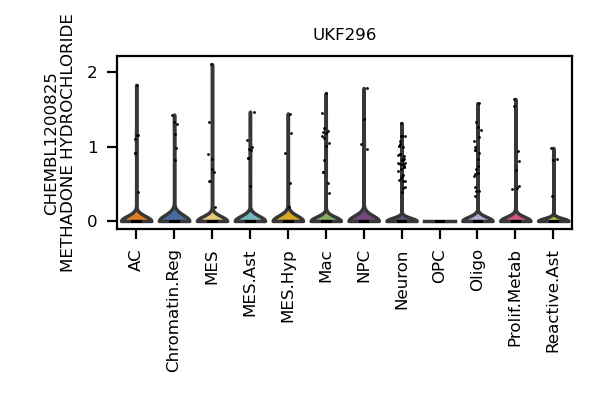 UKF296
CHEMBL1200825
METHADONE HYDROCHLORIDE
2
1
0
AC
Chromatin.Reg
MES
MES.Ast
MES.Hyp
Mac
NPC
Neuron
OPC
Oligo
Prolif.Metab
Reactive.Ast